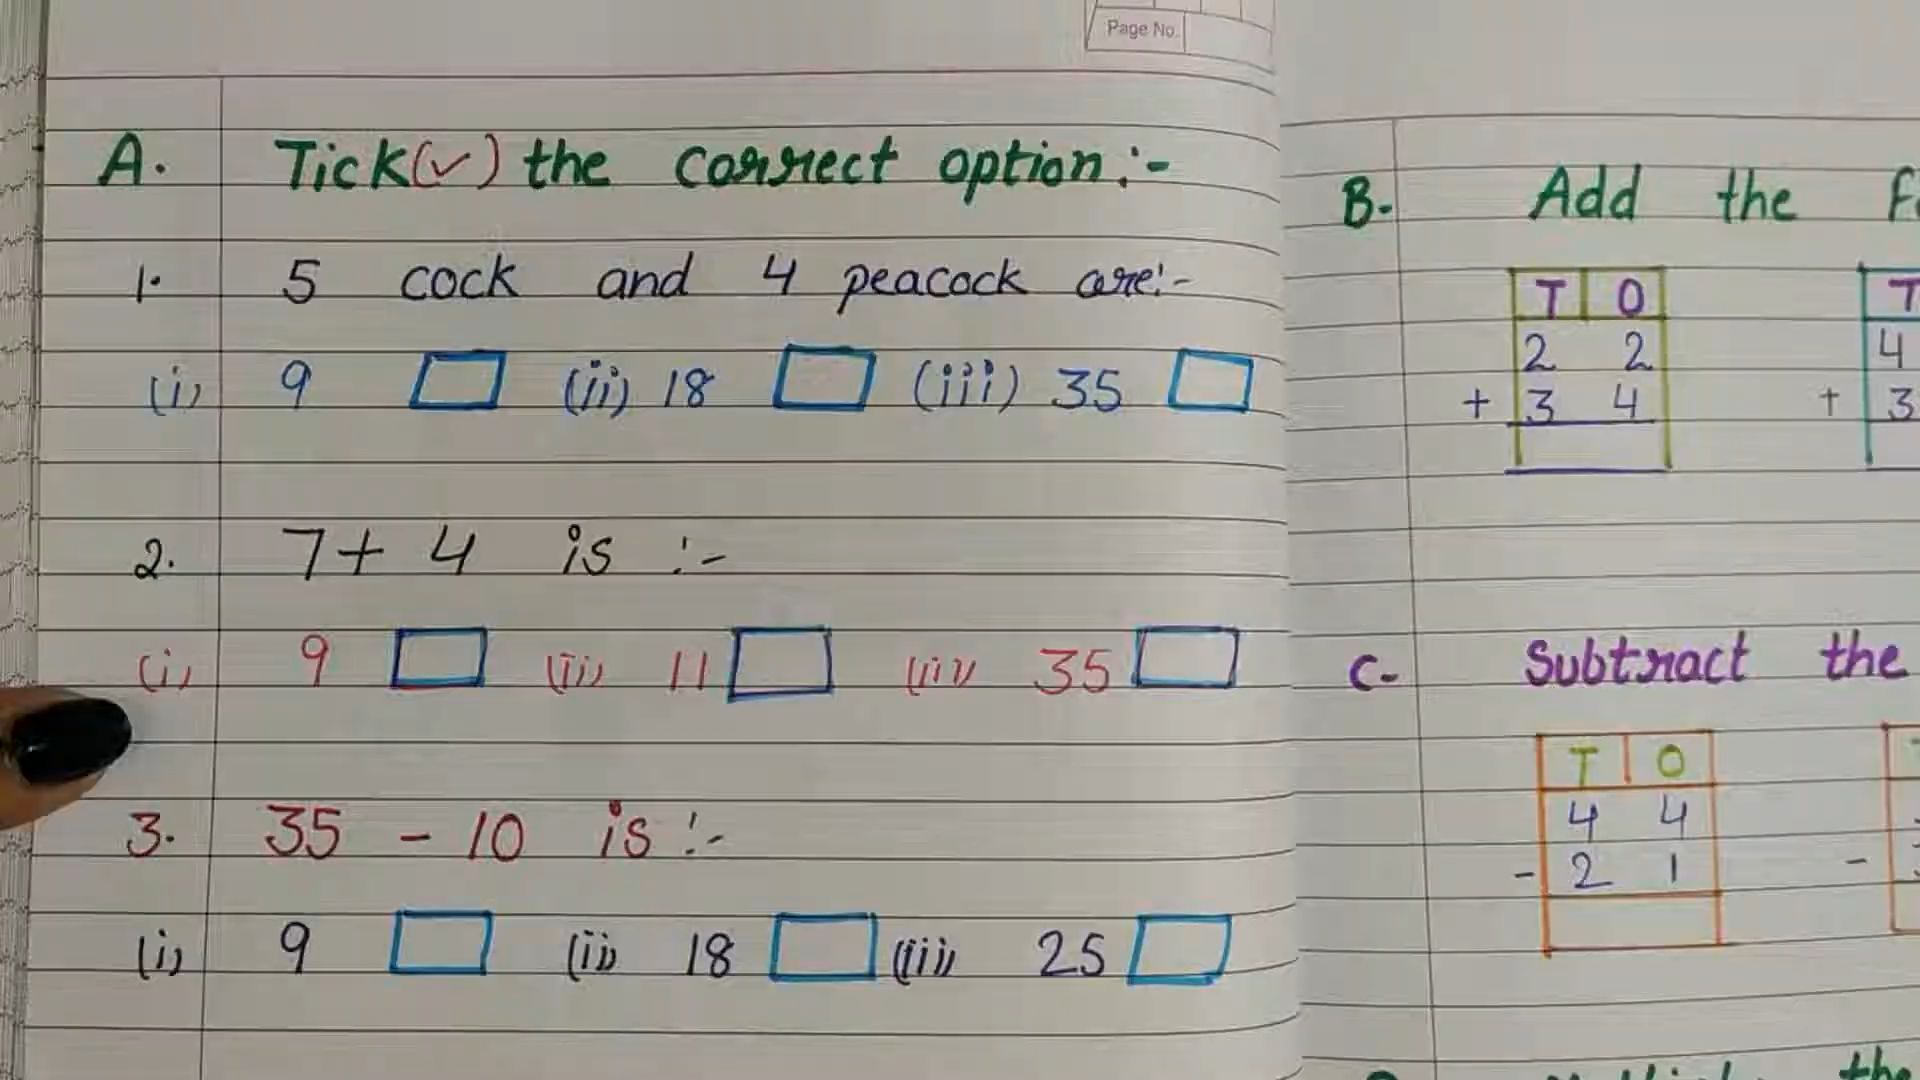 Page No.
A. Tick(✓) the correct option:-
1. 5 cock and 4 peacock are:-
(i) 9 (ii) 18 (iii) 35
2. 7+ 4 is :-
(i) 9 (ii) 11 (iii) 35
3. 35 - 10 is :-
(i) 9 (ii) 18 (iii) 25
B. Add the
T O
2 2
+ 3 4
T
4
+ 3
C- Subtract the
T O
4 4
- 2 1
-
the